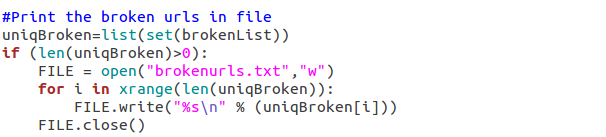 #Print the broken urls in file
uniqBroken=list(set(brokenList))
if (len(uniqBroken)>0):
    FILE = open("brokenurls.txt","w")
    for i in xrange(len(uniqBroken)):
        FILE.write("%s\n" % (uniqBroken[i]))
    FILE.close()